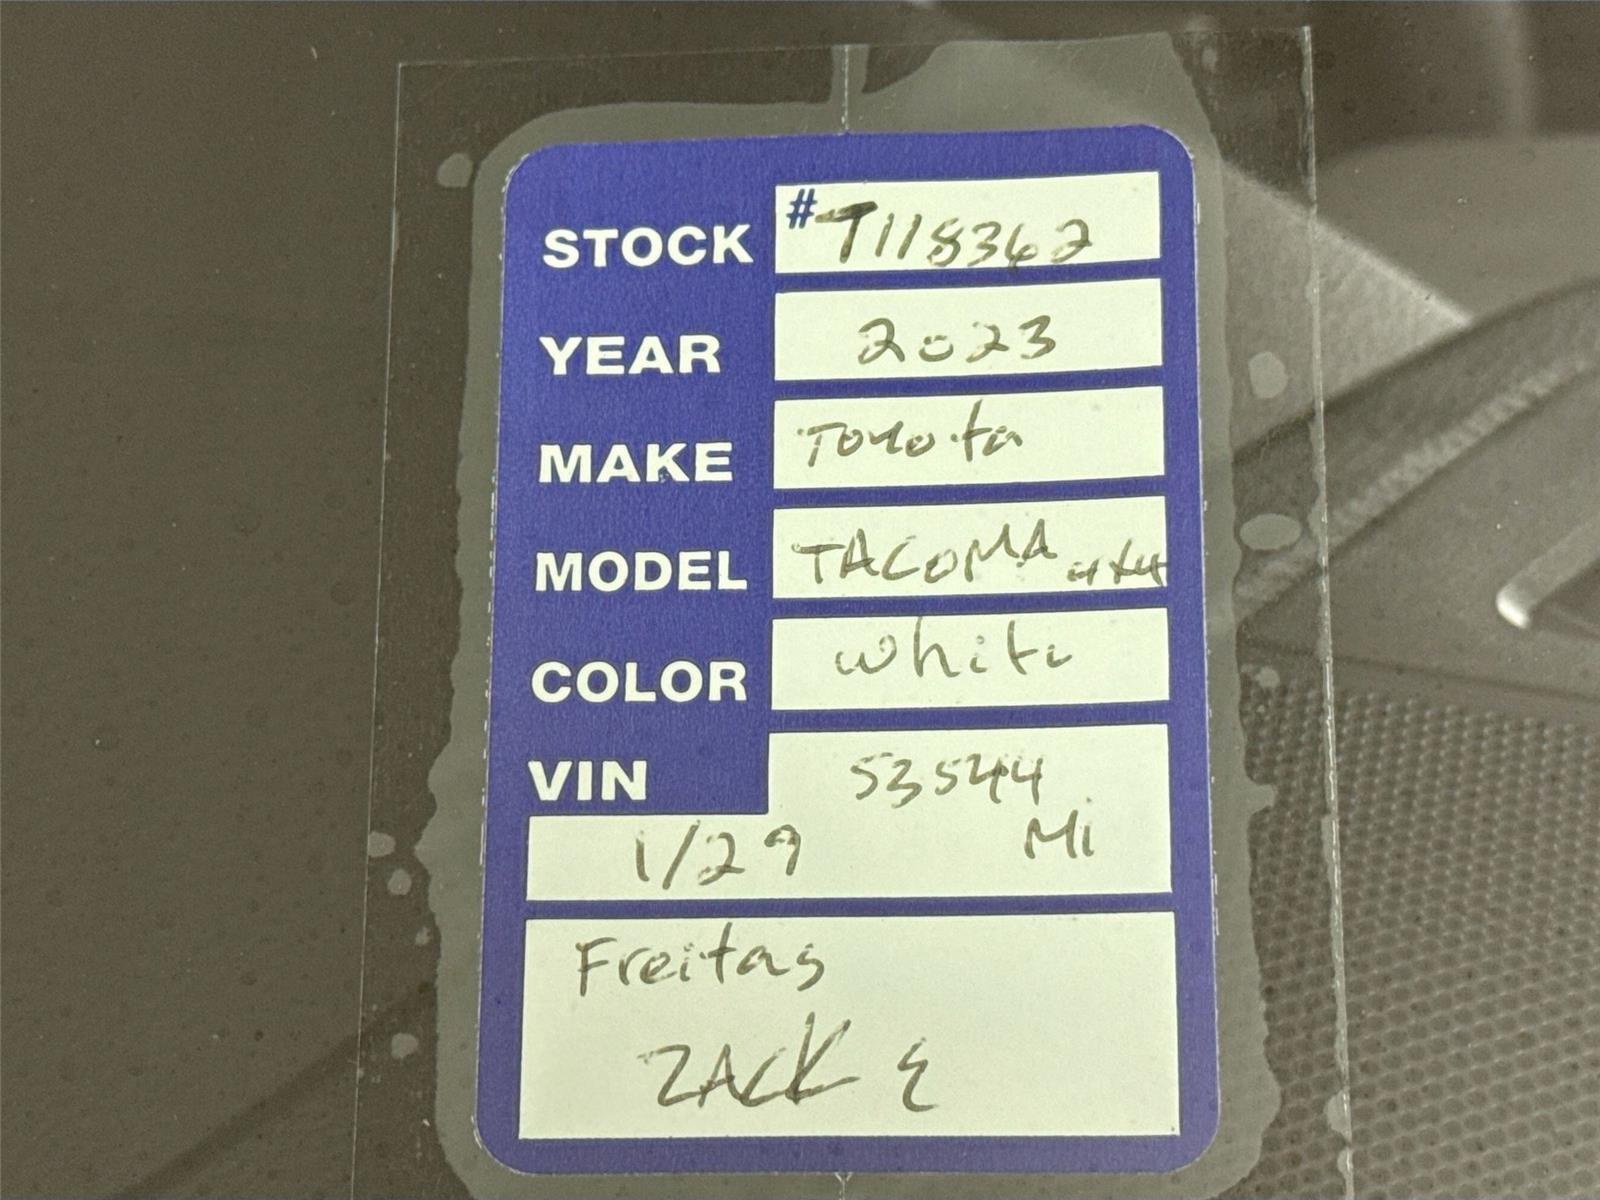 STOCK #T118362
YEAR 2023
MAKE Toyota
MODEL TACOMA 4x4
COLOR white
VIN 53544
1/29 Mi
Freitas
ZACK E